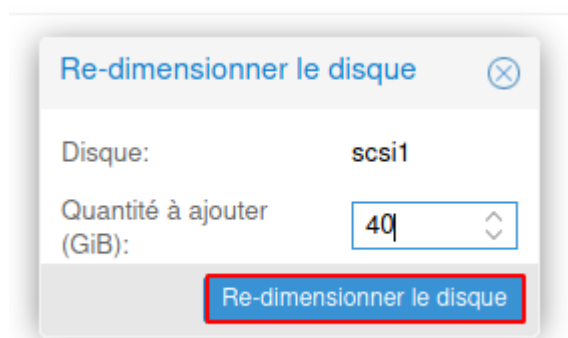 Re-dimensionner le disque
Disque: scsi1
Quantité à ajouter
(GiB): 40
Re-dimensionner le disque